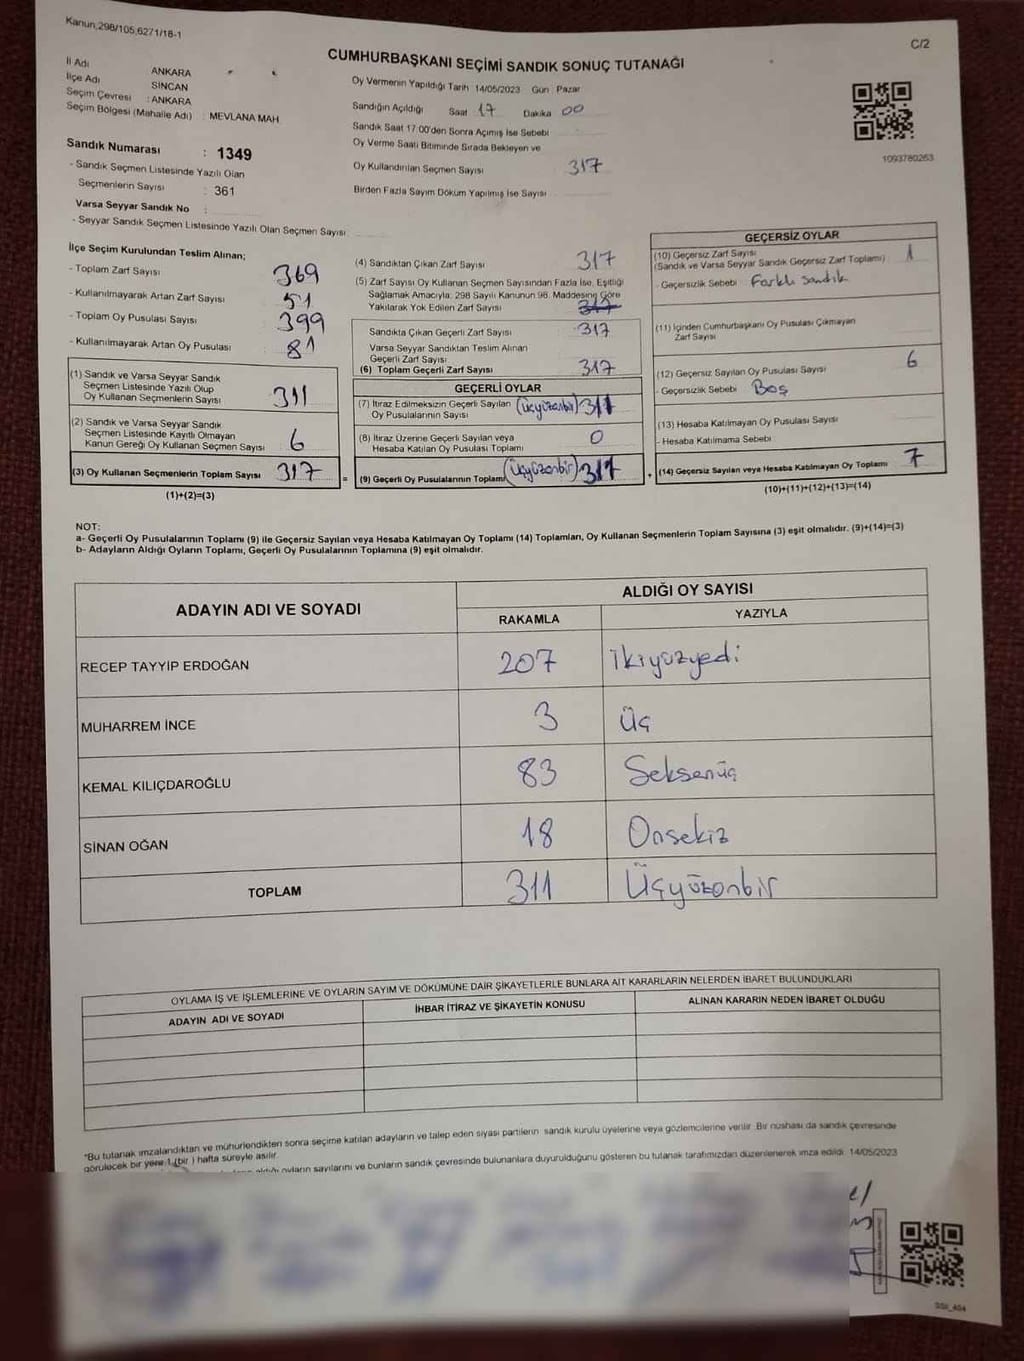 Kanun,298/105,6271/18-1
C/2
CUMHURBAŞKANI SEÇİMİ SANDIK SONUÇ TUTANAĞI
İl Adı ANKARA
İlçe Adı SİNCAN
Seçim Çevresi : ANKARA
Seçim Bölgesi (Mahalle Adı) : MEVLANA MAH
Oy Vermenin Yapıldığı Tarih 14/05/2023 Gün Pazar
Sandığın Açıldığı Saat 17 Dakika 00
Sandık Saat 17:00'den Sonra Açımış İse Sebebi
Oy Verme Saati Bitiminde Sırada Bekleyen ve
Oy Kullandırılan Seçmen Sayısı 317
Birden Fazla Sayım Döküm Yapılmış İse Sayısı
1093780263
Sandık Numarası : 1349
- Sandık Seçmen Listesinde Yazılı Olan
Seçmenlerin Sayısı : 361
Varsa Seyyar Sandık No :
- Seyyar Sandık Seçmen Listesinde Yazılı Olan Seçmen Sayısı
İlçe Seçim Kurulundan Teslim Alınan;
- Toplam Zarf Sayısı 369
- Kullanılmayarak Artan Zarf Sayısı 51
- Toplam Oy Pusulası Sayısı 399
- Kullanılmayarak Artan Oy Pusulası 81
(1) Sandık ve Varsa Seyyar Sandık
Seçmen Listesinde Yazılı Olup
Oy Kullanan Seçmenlerin Sayısı 311
(2) Sandık ve Varsa Seyyar Sandık
Seçmen Listesinde Kayıtlı Olmayan
Kanun Gereği Oy Kullanan Seçmen Sayısı 6
(3) Oy Kullanan Seçmenlerin Toplam Sayısı 317
(1)+(2)=(3)
(4) Sandıktan Çıkan Zarf Sayısı 317
(5) Zarf Sayısı Oy Kullanan Seçmen Sayısından Fazla İse, Eşitliği
Sağlamak Amacıyla, 298 Sayılı Kanunun 98. Maddesine Göre
Yakılarak Yok Edilen Zarf Sayısı 317
Sandıkta Çıkan Geçerli Zarf Sayısı 317
Varsa Seyyar Sandıktan Teslim Alınan
Geçerli Zarf Sayısı
(6) Toplam Geçerli Zarf Sayısı 317
GEÇERLİ OYLAR
(7) İtiraz Edilmeksizin Geçerli Sayılan
Oy Pusulalarının Sayısı (üçyüzonbir) 311
(8) İtiraz Üzerine Geçerli Sayılan veya
Hesaba Katılan Oy Pusulası Toplamı 0
(9) Geçerli Oy Pusulalarının Toplamı (üçyüzonbir) 311
GEÇERSİZ OYLAR
(10) Geçersiz Zarf Sayısı
(Sandık ve Varsa Seyyar Sandık Geçersiz Zarf Toplamı) 1
- Geçersizlik Sebebi Farklı sandık
(11) İçinden Cumhurbaşkanı Oy Pusulası Çıkmayan
Zarf Sayısı
(12) Geçersiz Sayılan Oy Pusulası Sayısı 6
- Geçersizlik Sebebi Boş
(13) Hesaba Katılmayan Oy Pusulası Sayısı
- Hesaba Katılmama Sebebi
(14) Geçersiz Sayılan veya Hesaba Katılmayan Oy Toplamı 7
(10)+(11)+(12)+(13)=(14)
NOT:
a- Geçerli Oy Pusulalarının Toplamı (9) ile Geçersiz Sayılan veya Hesaba Katılmayan Oy Toplamı (14) Toplamları, Oy Kullanan Seçmenlerin Toplam Sayısına (3) eşit olmalıdır. (9)+(14)=(3)
b- Adayların Aldığı Oyların Toplamı, Geçerli Oy Pusulalarının Toplamına (9) eşit olmalıdır.
ADAYIN ADI VE SOYADI
ALDIĞI OY SAYISI
RAKAMLA YAZIYLA
RECEP TAYYİP ERDOĞAN 207 İkiyüzyedi
MUHARREM İNCE 3 Üç
KEMAL KILIÇDAROĞLU 83 Seksenüç
SİNAN OĞAN 18 Onsekiz
TOPLAM 311 Üçyüzonbir
OYLAMA İŞ VE İŞLEMLERİNE VE OYLARIN SAYIM VE DÖKÜMÜNE DAİR ŞİKAYETLERLE BUNLARA AİT KARARLARIN NELERDEN İBARET BULUNDUKLARI
ADAYIN ADI VE SOYADI İHBAR İTİRAZ VE ŞİKAYETİN KONUSU ALINAN KARARIN NEDEN İBARET OLDUĞU
*Bu tutanak imzalandıktan ve mühürlendikten sonra seçime katılan adayların ve talep eden siyasi partilerin sandık kurulu üyelerine veya gözlemcilerine verilir. Bir nüshası da sandık çevresinde
görülecek bir yere 1 (bir) hafta süreyle asılır.
oyların sayılarını ve bunların sandık çevresinde bulunanlara duyurulduğunu gösteren bu tutanak tarafımızdan düzenlenerek imza edildi. 14/05/2023